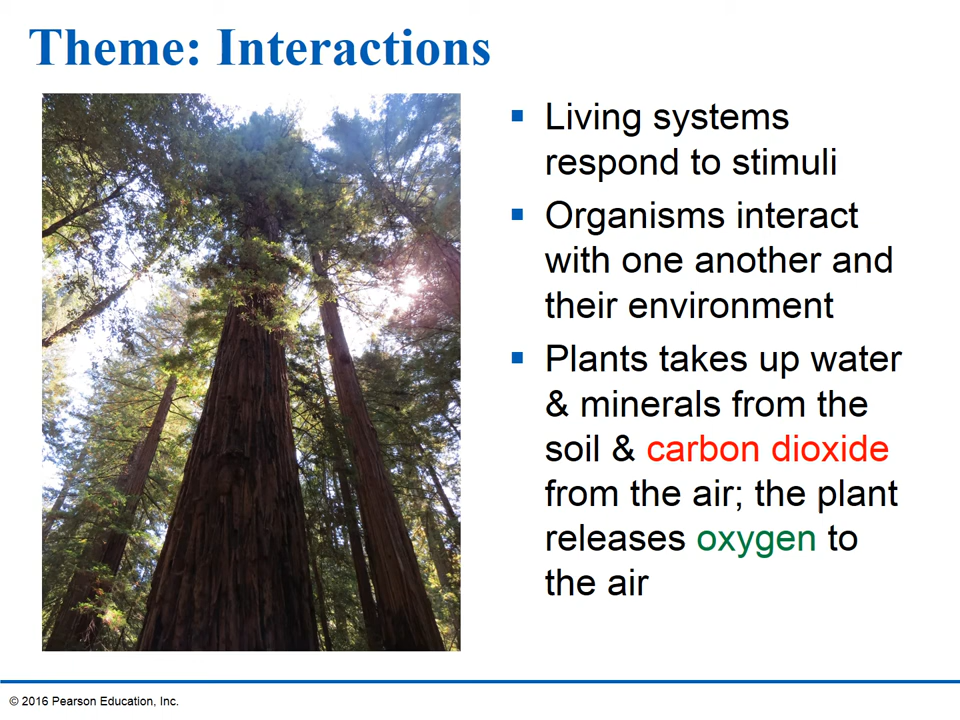 Theme: Interactions
▪ Living systems
respond to stimuli
▪ Organisms interact
with one another and
their environment
▪ Plants takes up water
& minerals from the
soil & carbon dioxide
from the air; the plant
releases oxygen to
the air
© 2016 Pearson Education, Inc.